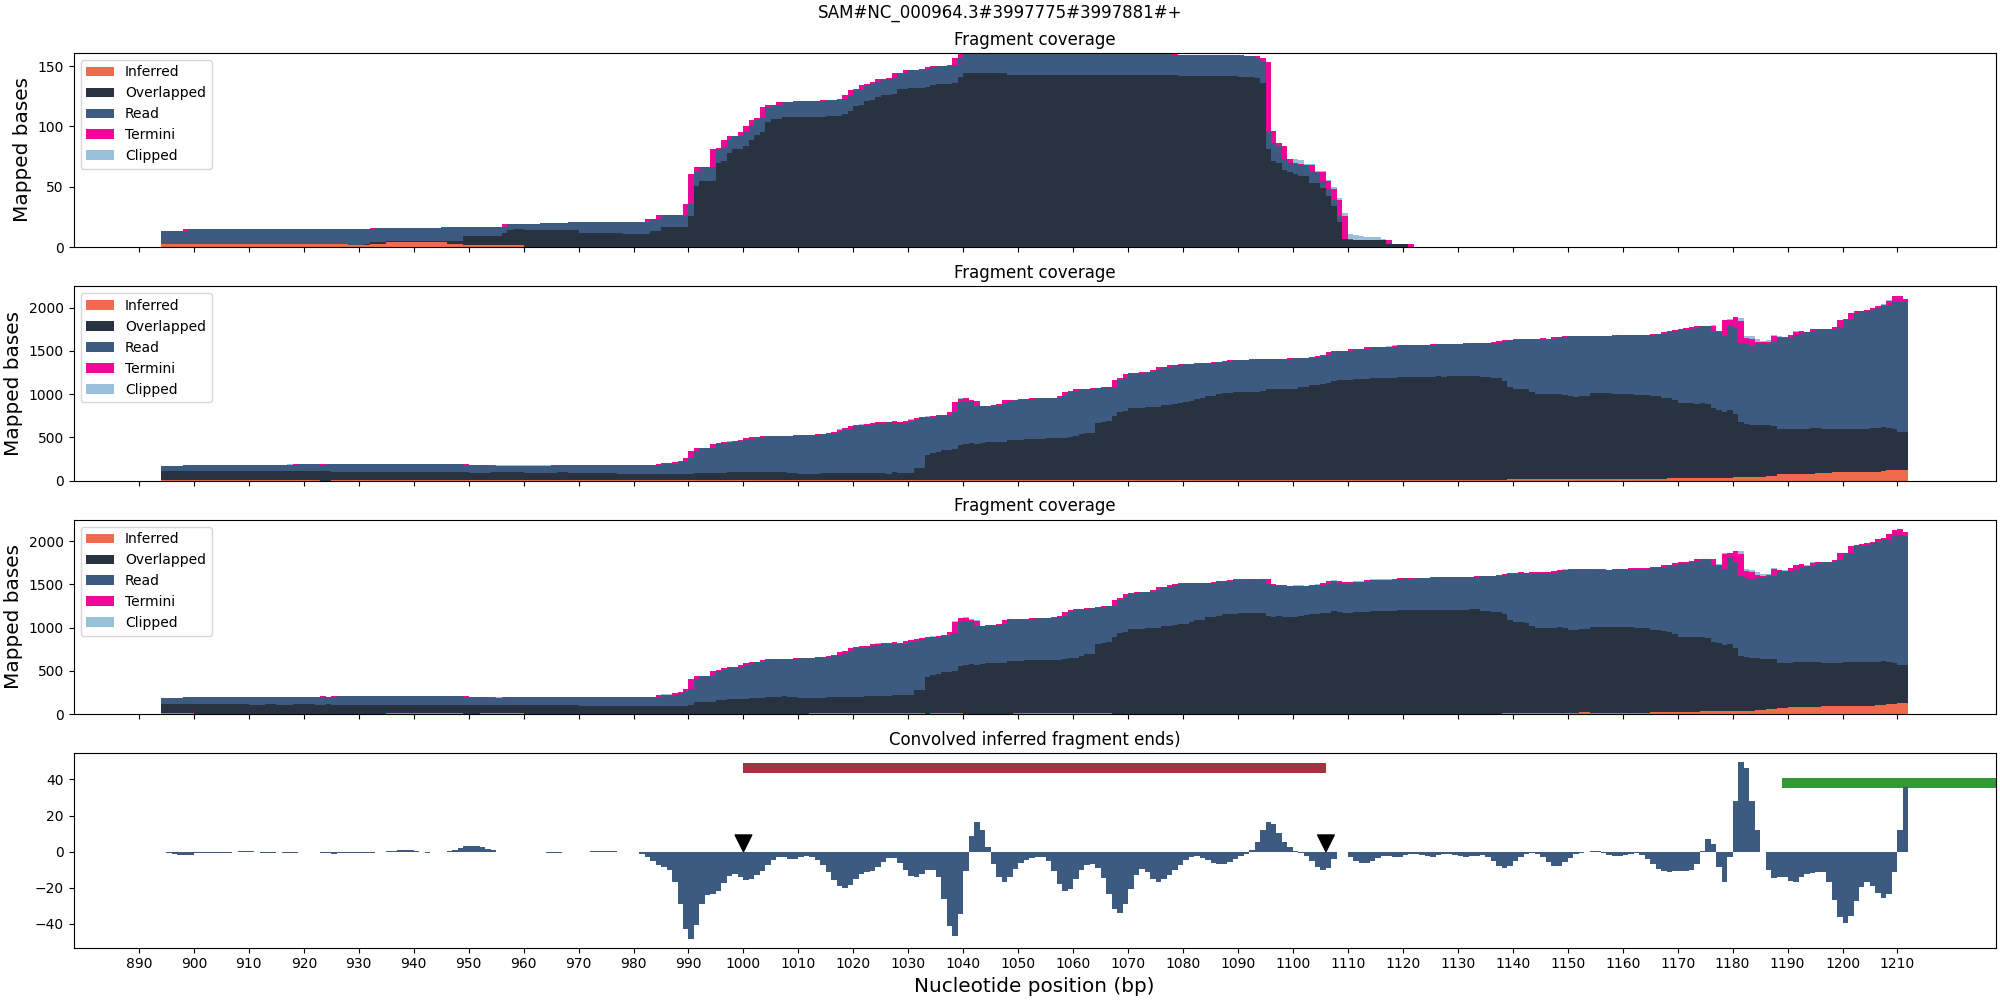 SAM#NC_000964.3#3997775#3997881#+
Fragment coverage
Mapped bases
150
100
50
0
Inferred
Overlapped
Read
Termini
Clipped
Fragment coverage
Mapped bases
2000
1500
1000
500
0
Inferred
Overlapped
Read
Termini
Clipped
Fragment coverage
Mapped bases
2000
1500
1000
500
0
Inferred
Overlapped
Read
Termini
Clipped
Convolved inferred fragment ends)
40
20
0
−20
−40
890 900 910 920 930 940 950 960 970 980 990 1000 1010 1020 1030 1040 1050 1060 1070 1080 1090 1100 1110 1120 1130 1140 1150 1160 1170 1180 1190 1200 1210
Nucleotide position (bp)